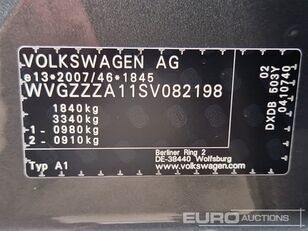 VOLKSWAGEN AG
e13*2007/46*1845
WVGZZZA11SV082198
1840kg
3340kg
1 - 0980kg
2 - 0910kg
Berliner Ring 2
DE-38440 Wolfsburg
Typ A1
www.volkswagen.com
DXDB 503Y 02
0410740
EURO
AUCTIONS